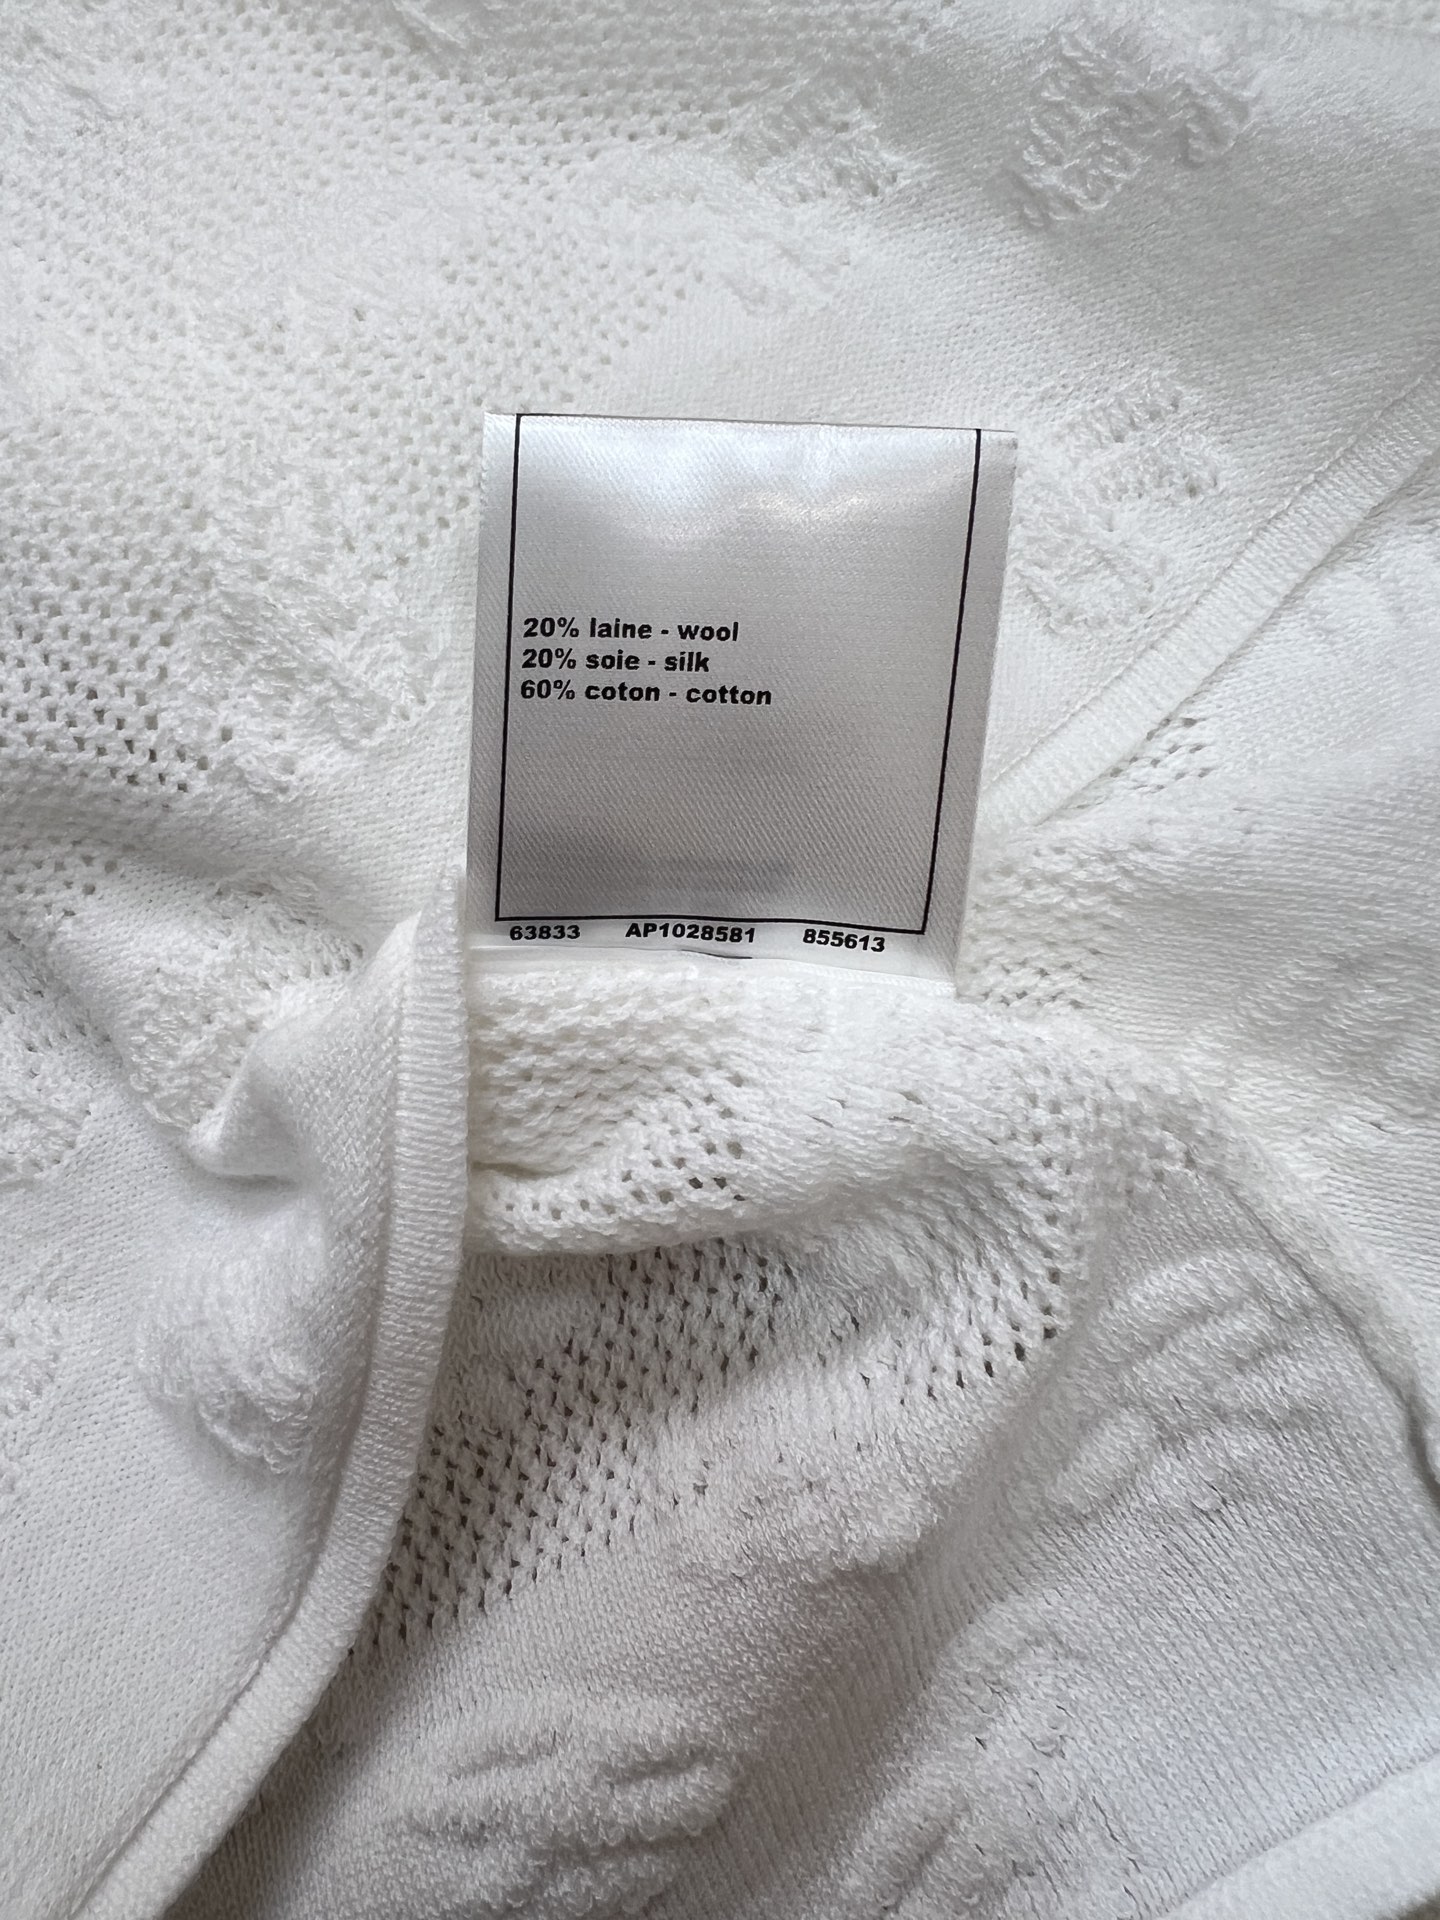 20% laine - wool
20% soie - silk
60% coton - cotton
63833 AP1028581 855613